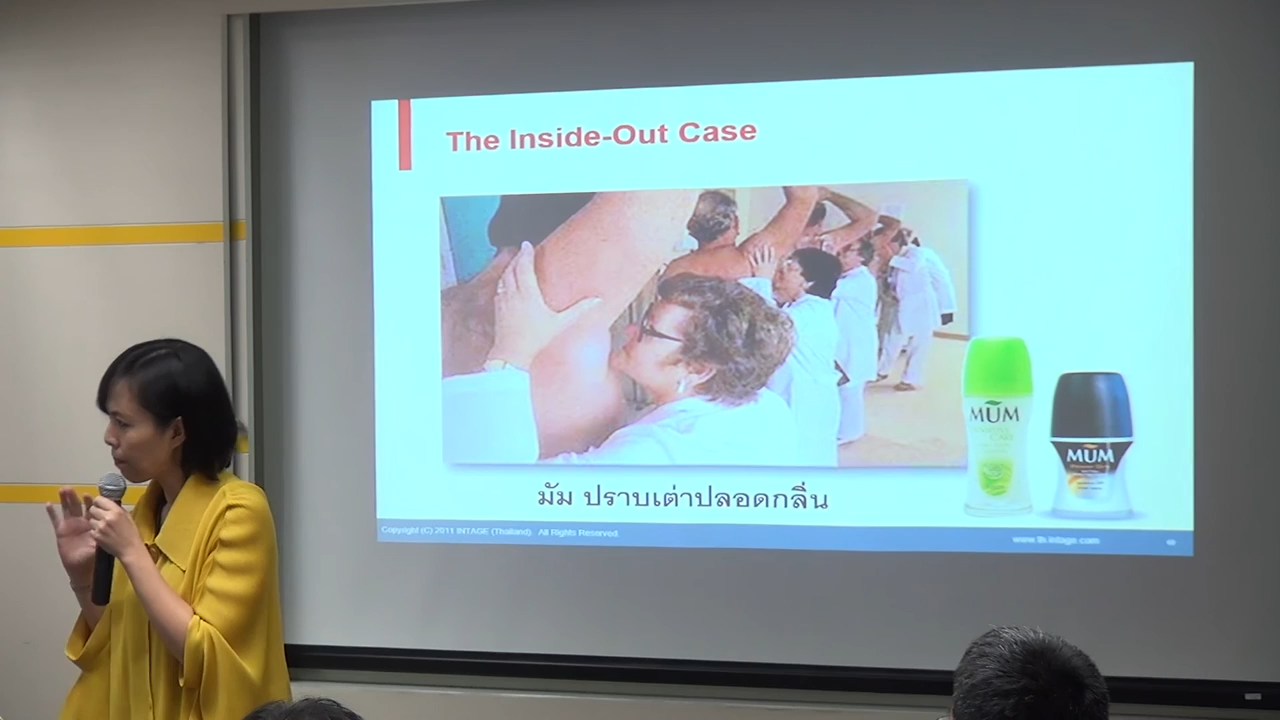 The Inside-Out Case
MUM
MUM
มัม ปราบเต่าปลอดกลิ่น
Copyright (C) 2011 INTAGE (Thailand). All Rights Reserved.
www.th.intage.com